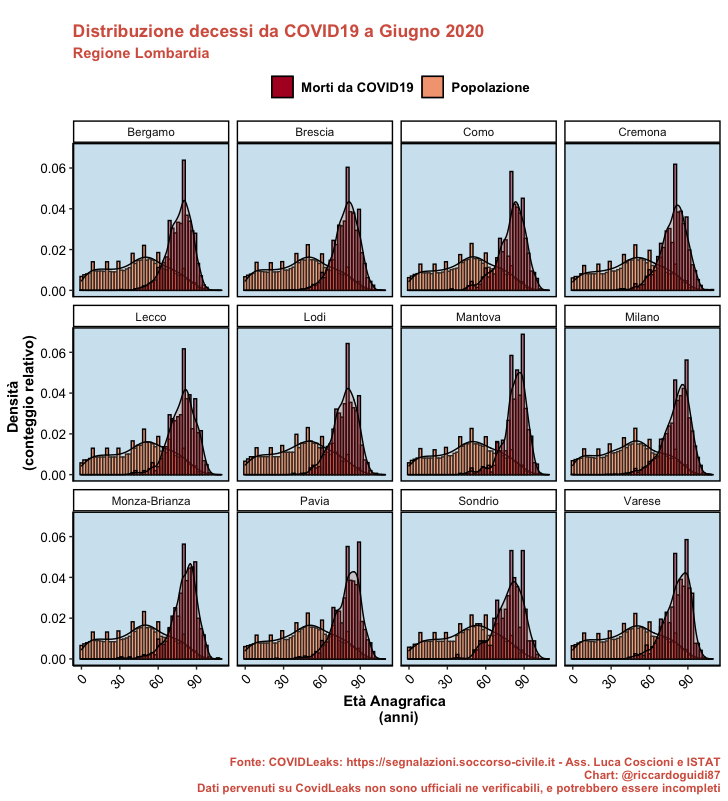 Distribuzione decessi da COVID19 a Giugno 2020
Regione Lombardia
Morti da COVID19 Popolazione
Bergamo Brescia Como Cremona
0.06
0.04
0.02
0.00
Lecco Lodi Mantova Milano
0.06
0.04
0.02
0.00
Monza-Brianza Pavia Sondrio Varese
0.06
0.04
0.02
0.00
Densità
(conteggio relativo)
0 30 60 90 0 30 60 90 0 30 60 90 0 30 60 90
Età Anagrafica
(anni)
Fonte: COVIDLeaks: https://segnalazioni.soccorso-civile.it - Ass. Luca Coscioni e ISTAT
Chart: @riccardoguidi87
Dati pervenuti su CovidLeaks non sono ufficiali ne verificabili, e potrebbero essere incompleti